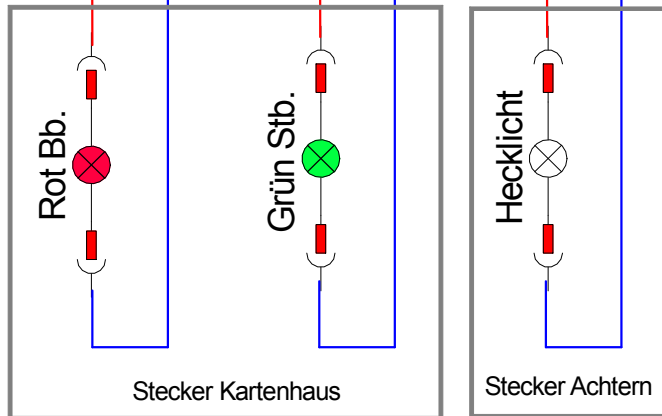 Rot Bb.
Grün Stb.
Hecklicht
Stecker Kartenhaus
Stecker Achtern